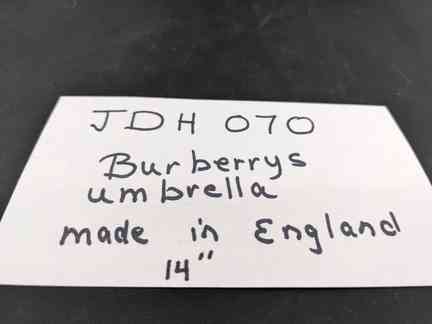 JDH 070
Burberrys
umbrella
made in England
14"